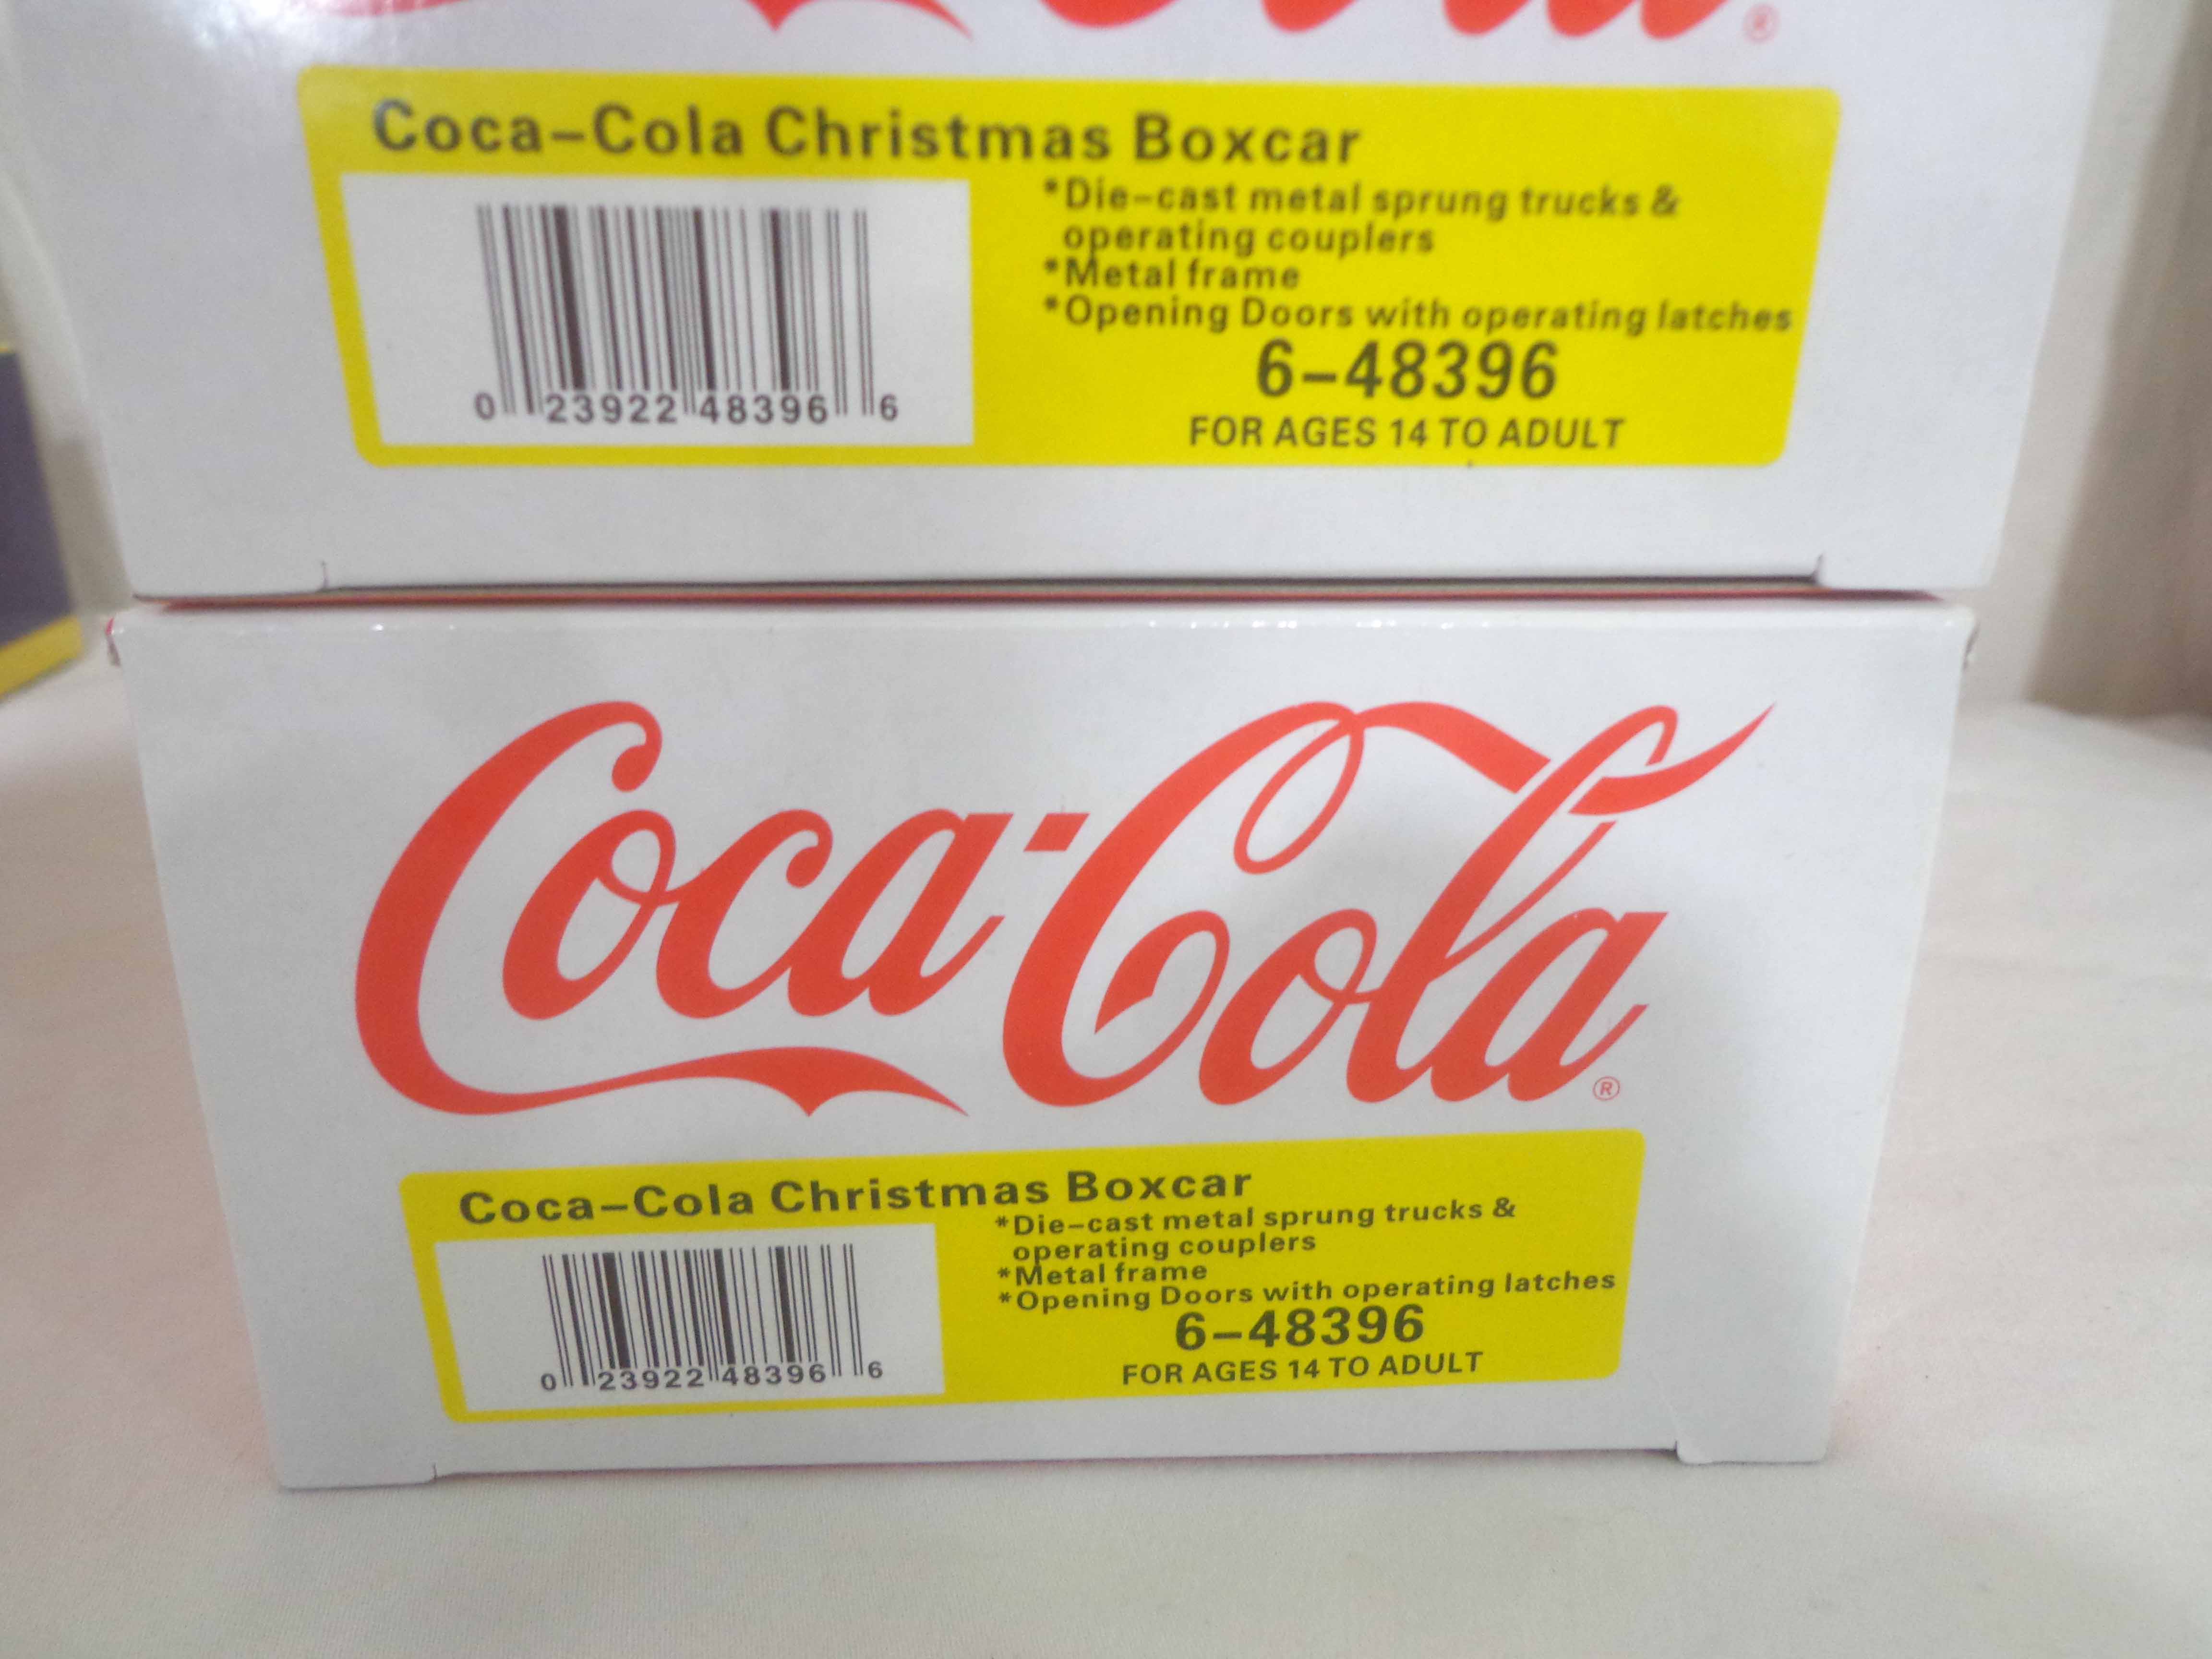 Cola®
Coca-Cola Christmas Boxcar
*Die-cast metal sprung trucks &
operating couplers
*Metal frame
*Opening Doors with operating latches
6-48396
FOR AGES 14 TO ADULT
0 23922 48396 6
Coca-Cola®
Coca-Cola Christmas Boxcar
*Die-cast metal sprung trucks &
operating couplers
*Metal frame
*Opening Doors with operating latches
6-48396
FOR AGES 14 TO ADULT
0 23922 48396 6